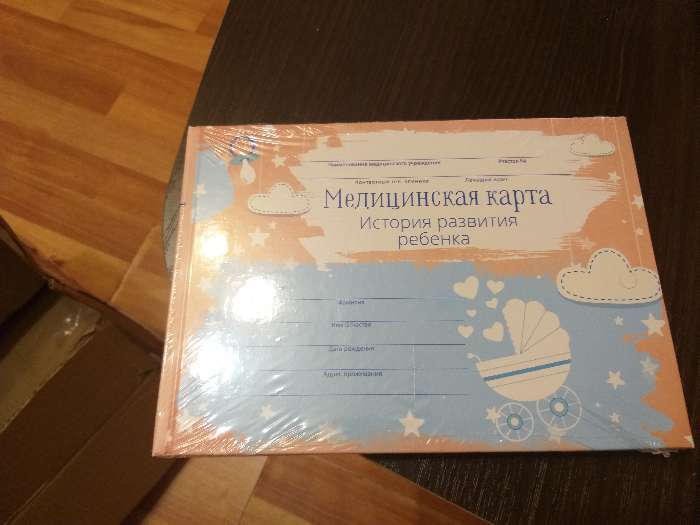 Наименование медицинского учреждения Участок №
Контактный тел. клиники Лечащий врач
Медицинская карта
История развития
ребенка
Фамилия
Имя Отчество
Дата рождения
Адрес проживания